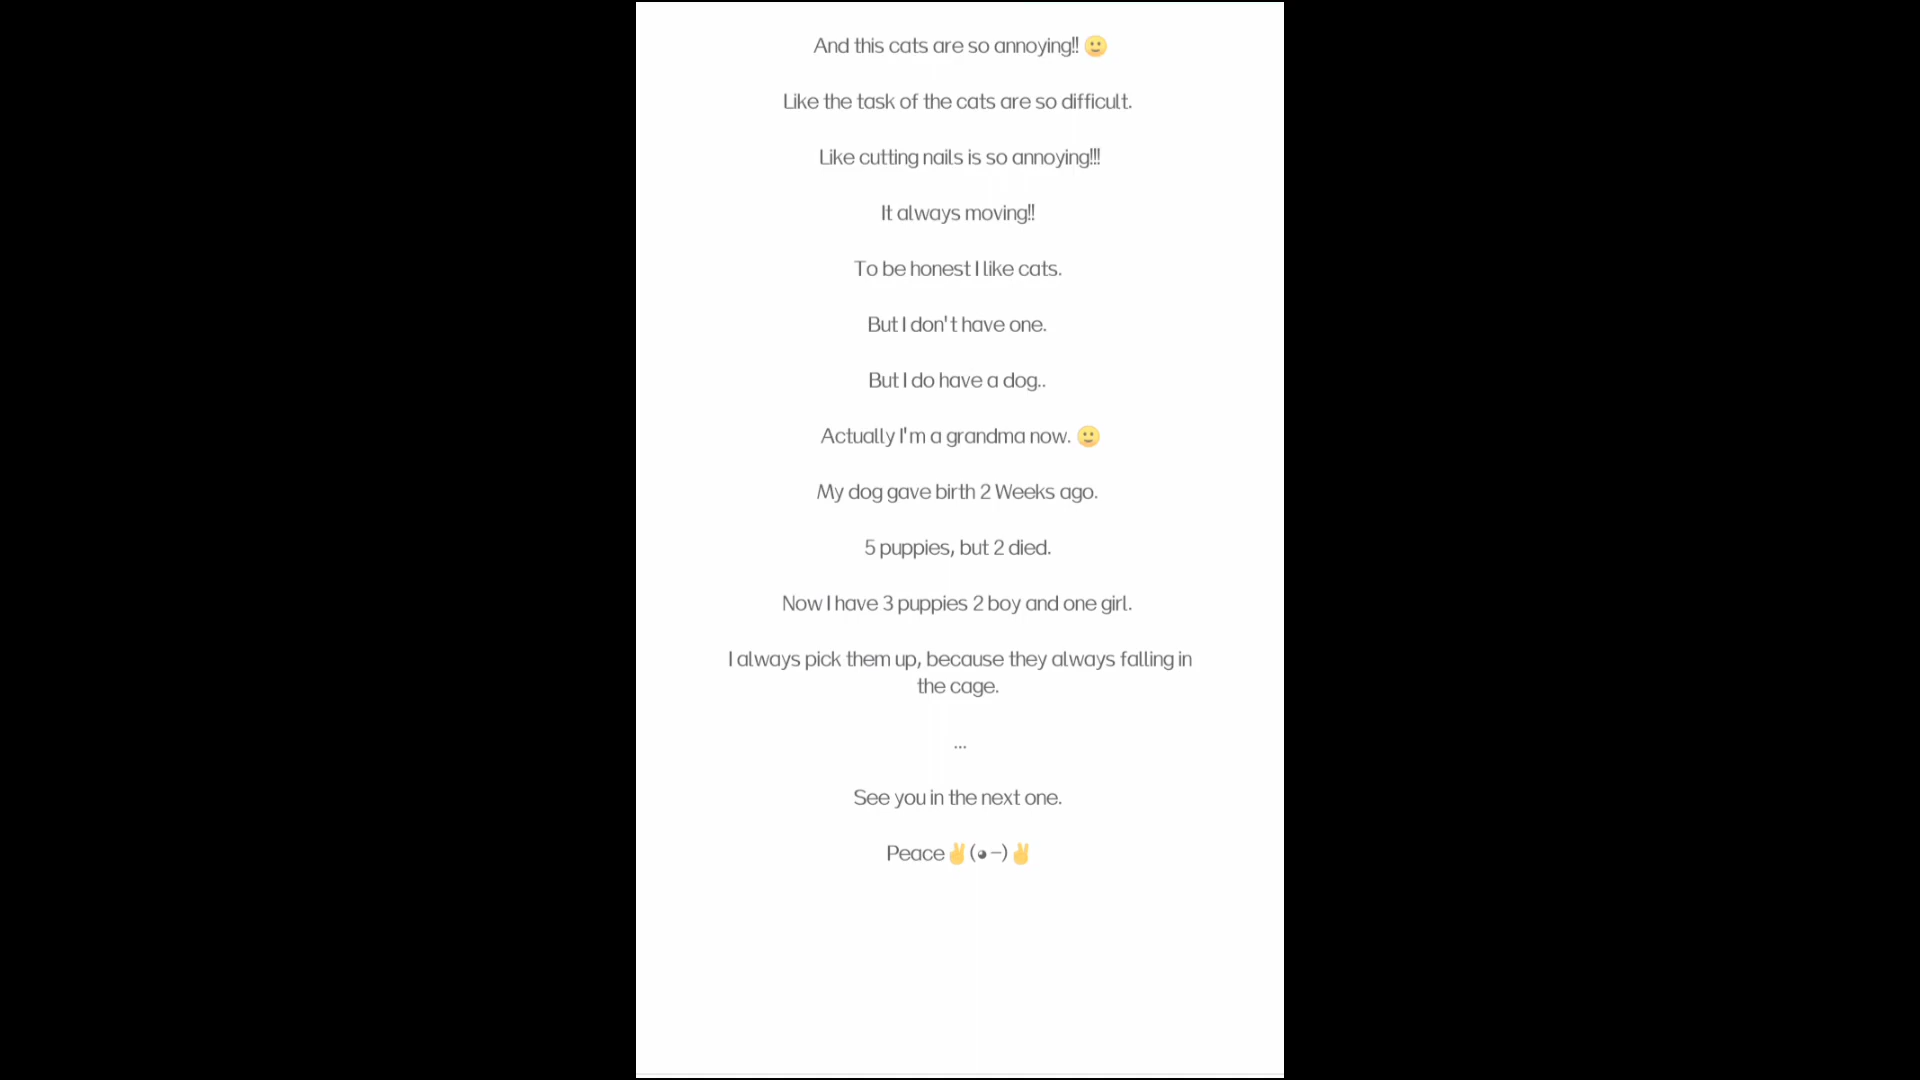 And this cats are so annoying!! 🙂
Like the task of the cats are so difficult.
Like cutting nails is so annoying!!!
It always moving!!
To be honest I like cats.
But I don't have one.
But I do have a dog..
Actually I'm a grandma now. 🙂
My dog gave birth 2 Weeks ago.
5 puppies, but 2 died.
Now I have 3 puppies 2 boy and one girl.
I always pick them up, because they always falling in
the cage.
...
See you in the next one.
Peace✌(◕–)✌